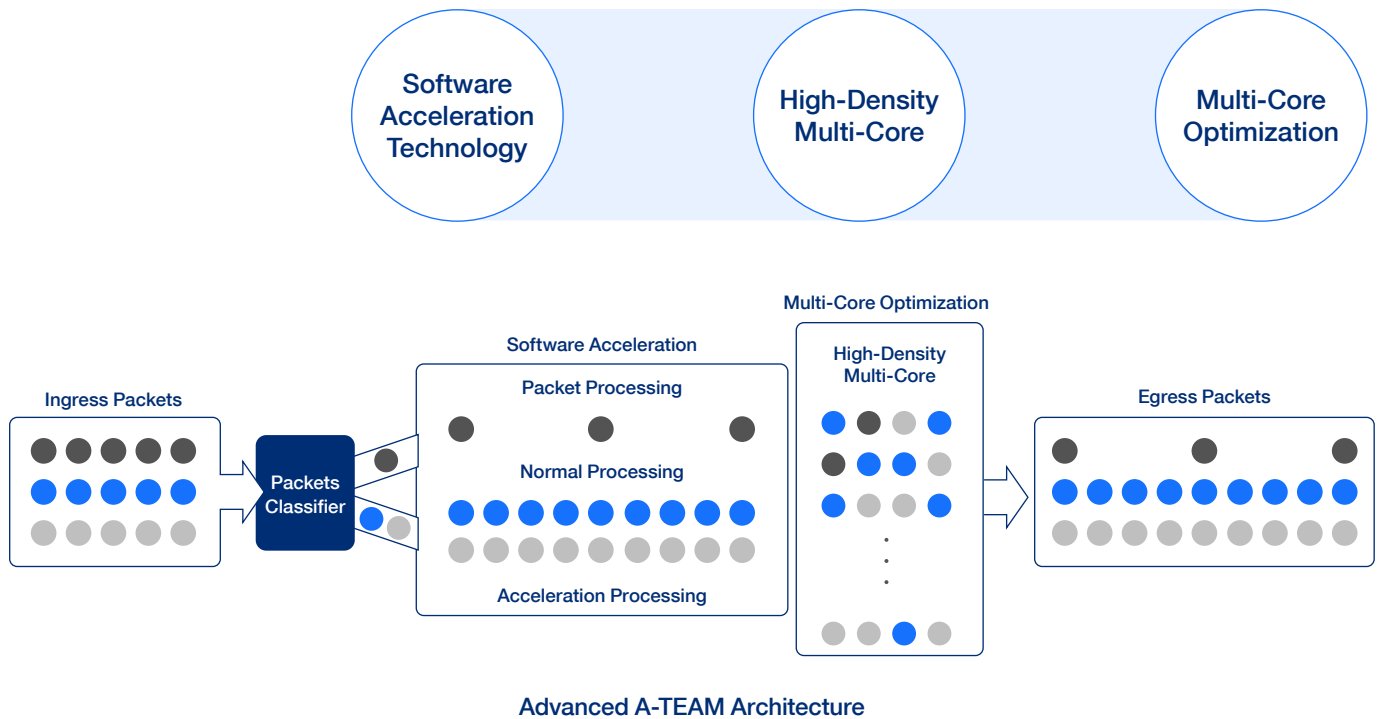 Software
Acceleration
Technology
High-Density
Multi-Core
Multi-Core
Optimization
Ingress Packets
Packets
Classifier
Software Acceleration
Packet Processing
Normal Processing
Acceleration Processing
Multi-Core Optimization
High-Density
Multi-Core
Egress Packets
Advanced A-TEAM Architecture